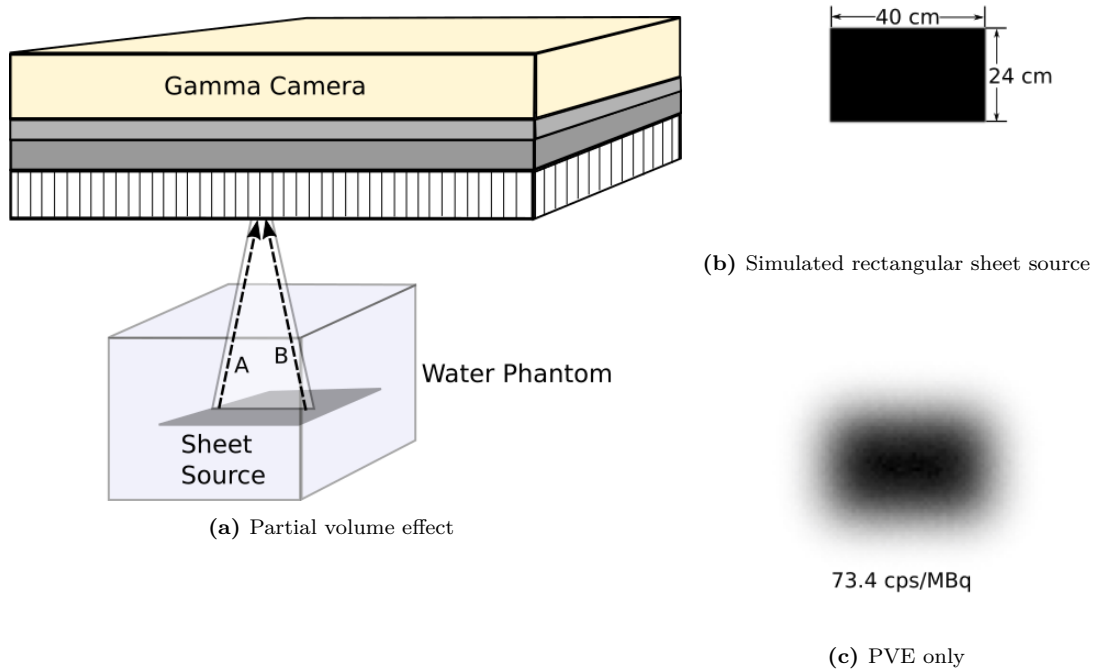 Gamma Camera
A
B
Water Phantom
Sheet
Source
(a) Partial volume effect
40 cm
24 cm
(b) Simulated rectangular sheet source
73.4 cps/MBq
(c) PVE only